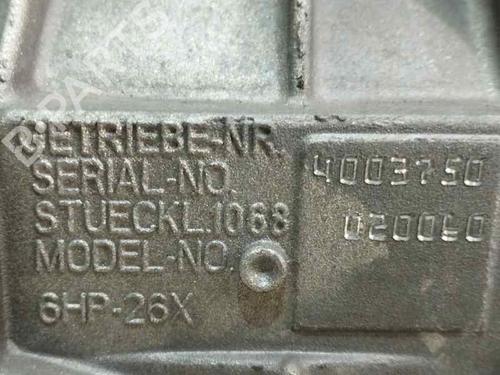 GETRIEBE-NR.
SERIAL-NO. 4003750
STUECKL.1068 020060
MODEL-NO.
6HP-26X